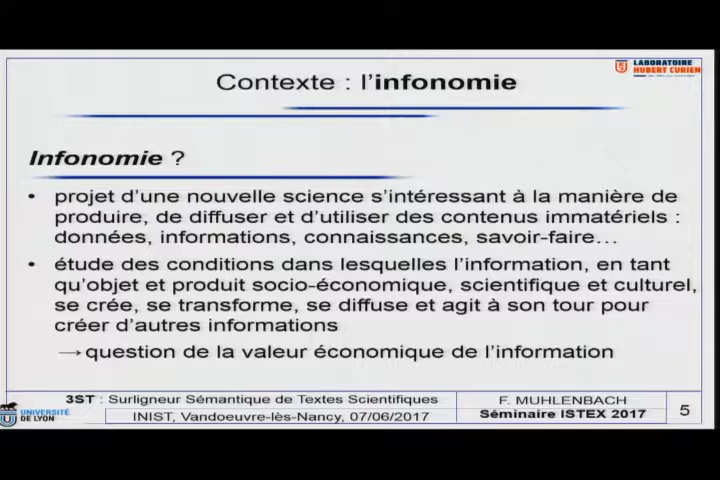 LABORATOIRE
HUBERT CURIEN
Contexte : l'infonomie
Infonomie ?
• projet d'une nouvelle science s'intéressant à la manière de
produire, de diffuser et d'utiliser des contenus immatériels :
données, informations, connaissances, savoir-faire…
• étude des conditions dans lesquelles l'information, en tant
qu'objet et produit socio-économique, scientifique et culturel,
se crée, se transforme, se diffuse et agit à son tour pour
créer d'autres informations
→ question de la valeur économique de l'information
UNIVERSITÉ
DE LYON
3ST : Surligneur Sémantique de Textes Scientifiques
INIST, Vandoeuvre-lès-Nancy, 07/06/2017
F. MUHLENBACH
Séminaire ISTEX 2017
5